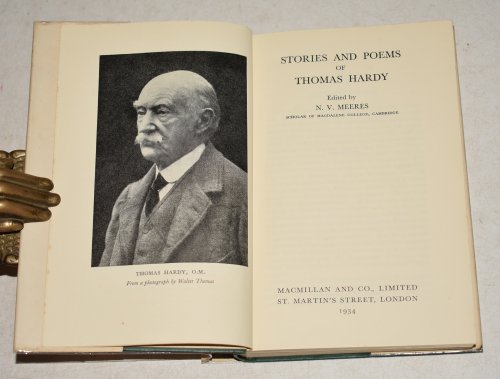 THOMAS HARDY, O.M.
From a photograph by Walter Thomas
STORIES AND POEMS
OF
THOMAS HARDY
Edited by
N. V. MEERES
SCHOLAR OF MAGDALENE COLLEGE, CAMBRIDGE
MACMILLAN AND CO., LIMITED
ST. MARTIN'S STREET, LONDON
1934